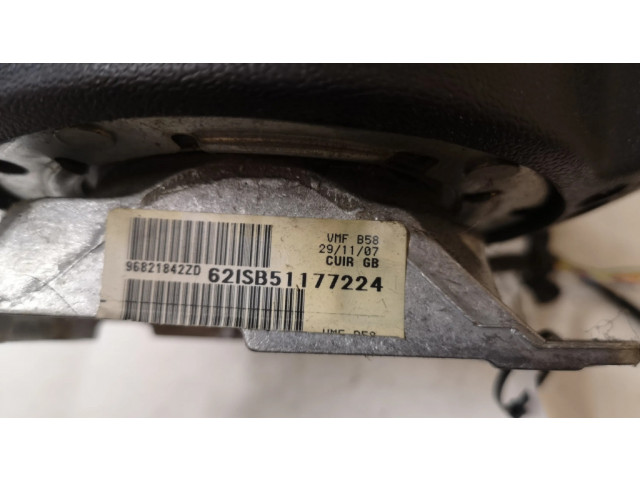 VMF B58
29/11/07
CUIR GB
96821842ZD
62ISB51177224
VMF B58